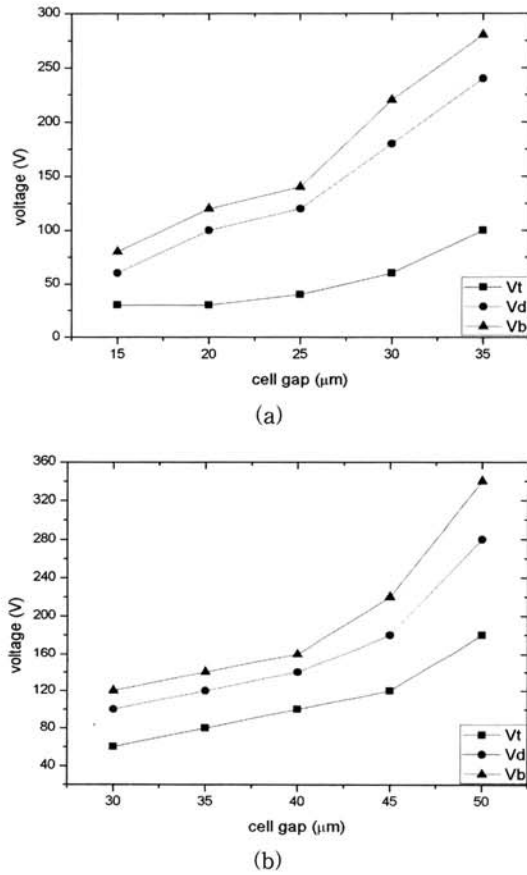 300
250
200
150
100
50
0
voltage (V)
15 20 25 30 35
cell gap (μm)
Vt
Vd
Vb
(a)
360
320
280
240
200
160
120
80
40
voltage (V)
30 35 40 45 50
cell gap (μm)
Vt
Vd
Vb
(b)